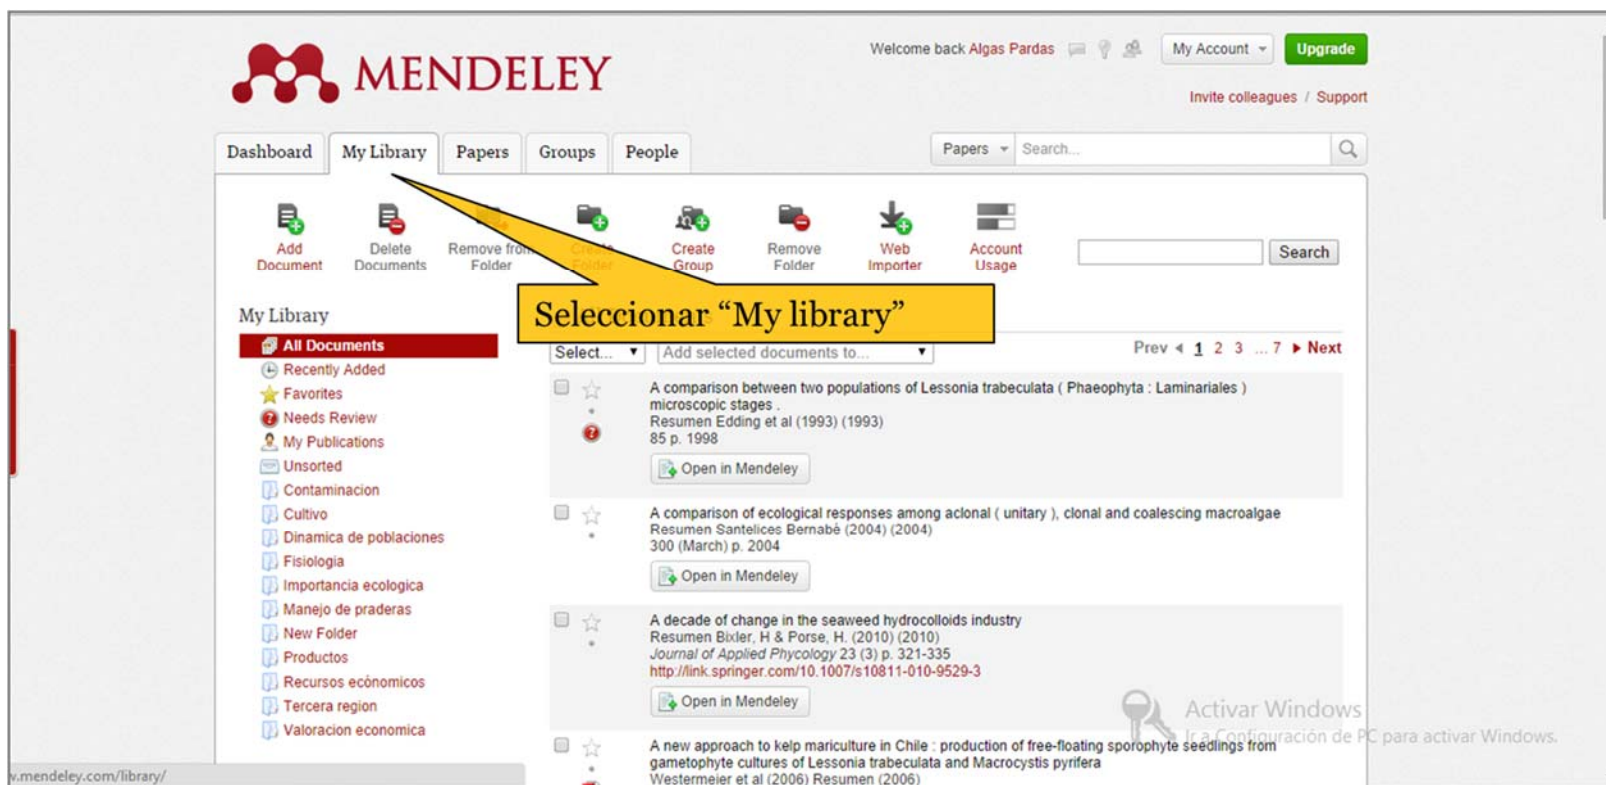 MENDELEY
Welcome back Algas Pardas
My Account
Upgrade
Invite colleagues / Support
Dashboard
My Library
Papers
Groups
People
Papers
Search...
Add
Document
Delete
Documents
Remove from
Folder
Create
Folder
Create
Group
Remove
Folder
Web
Importer
Account
Usage
Search
Seleccionar “My library”
My Library
All Documents
Recently Added
Favorites
Needs Review
My Publications
Unsorted
Contaminacion
Cultivo
Dinamica de poblaciones
Fisiologia
Importancia ecologica
Manejo de praderas
New Folder
Productos
Recursos ecónomicos
Tercera region
Valoracion economica
Select...
Add selected documents to...
Prev 1 2 3 ... 7 Next
A comparison between two populations of Lessonia trabeculata ( Phaeophyta : Laminariales )
microscopic stages .
Resumen Edding et al (1993) (1993)
85 p. 1998
Open in Mendeley
A comparison of ecological responses among aclonal ( unitary ), clonal and coalescing macroalgae
Resumen Santelices Bernabé (2004) (2004)
300 (March) p. 2004
Open in Mendeley
A decade of change in the seaweed hydrocolloids industry
Resumen Bixler, H & Porse, H. (2010) (2010)
Journal of Applied Phycology 23 (3) p. 321-335
http://link.springer.com/10.1007/s10811-010-9529-3
Open in Mendeley
A new approach to kelp mariculture in Chile : production of free-floating sporophyte seedlings from
gametophyte cultures of Lessonia trabeculata and Macrocystis pyrifera
Westermeier et al (2006) Resumen (2006)
Activar Windows
Ir a Configuración de PC para activar Windows.
v.mendeley.com/library/